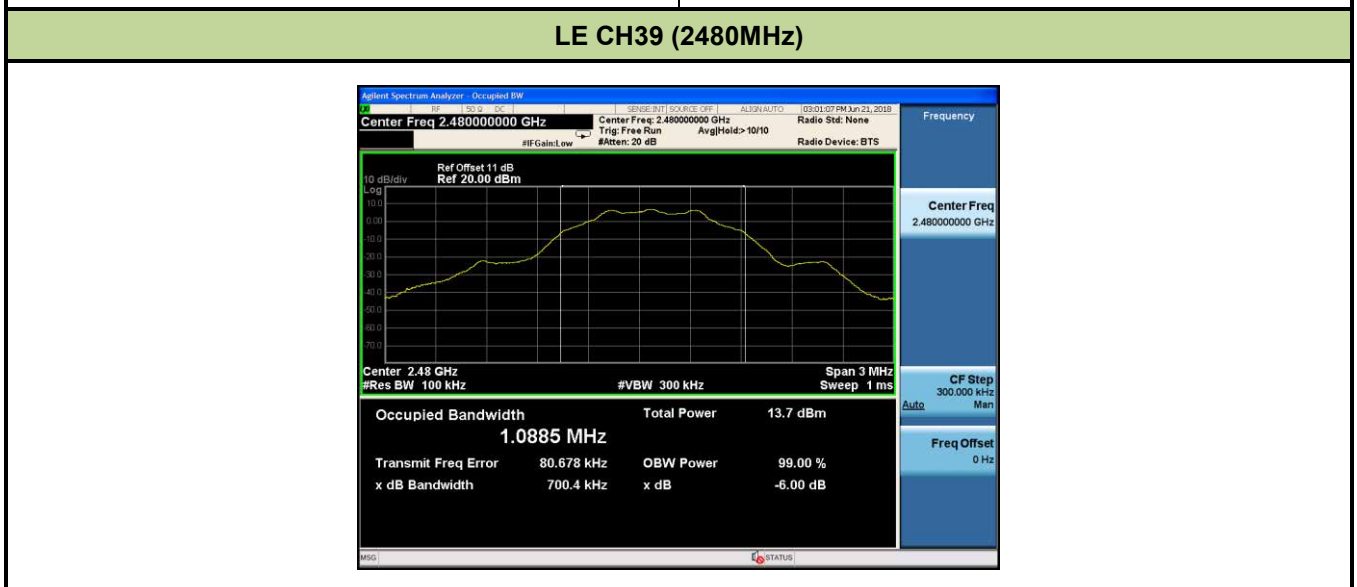 LE CH39 (2480MHz)
Agilent Spectrum Analyzer - Occupied BW
RF 50 Ω DC SENSE:INT SOURCE OFF ALIGN AUTO 03:01:07 PM Jun 21, 2018
Center Freq 2.480000000 GHz
Center Freq: 2.480000000 GHz
Radio Std: None
Trig: Free Run Avg|Hold:> 10/10
#IFGain:Low
#Atten: 20 dB
Radio Device: BTS
Ref Offset 11 dB
10 dB/div Ref 20.00 dBm
Log
10.0
0.00
-10.0
-20.0
-30.0
-40.0
-50.0
-60.0
-70.0
Center 2.48 GHz
Span 3 MHz
#Res BW 100 kHz
#VBW 300 kHz
Sweep 1 ms
Occupied Bandwidth
1.0885 MHz
Total Power 13.7 dBm
Transmit Freq Error 80.678 kHz
OBW Power 99.00 %
x dB Bandwidth 700.4 kHz
x dB -6.00 dB
MSG
STATUS
Frequency
Center Freq
2.480000000 GHz
CF Step
300.000 kHz
Auto Man
Freq Offset
0 Hz